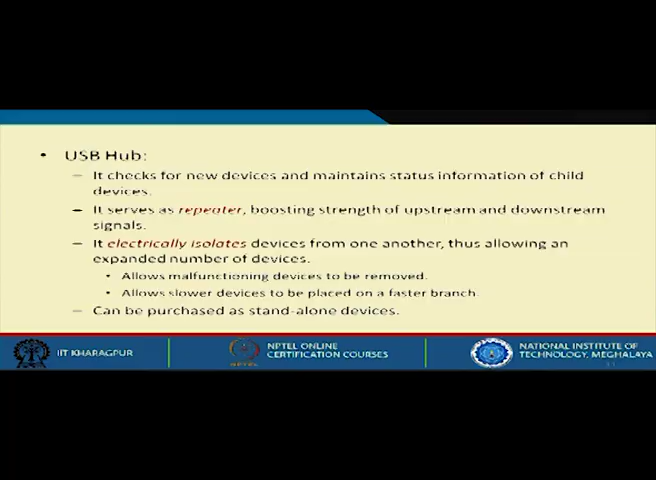 • USB Hub:
– It checks for new devices and maintains status information of child
devices.
– It serves as repeater, boosting strength of upstream and downstream
signals.
– It electrically isolates devices from one another, thus allowing an
expanded number of devices.
• Allows malfunctioning devices to be removed.
• Allows slower devices to be placed on a faster branch.
– Can be purchased as stand-alone devices.
IIT KHARAGPUR
NPTEL ONLINE
CERTIFICATION COURSES
NATIONAL INSTITUTE OF
TECHNOLOGY, MEGHALAYA